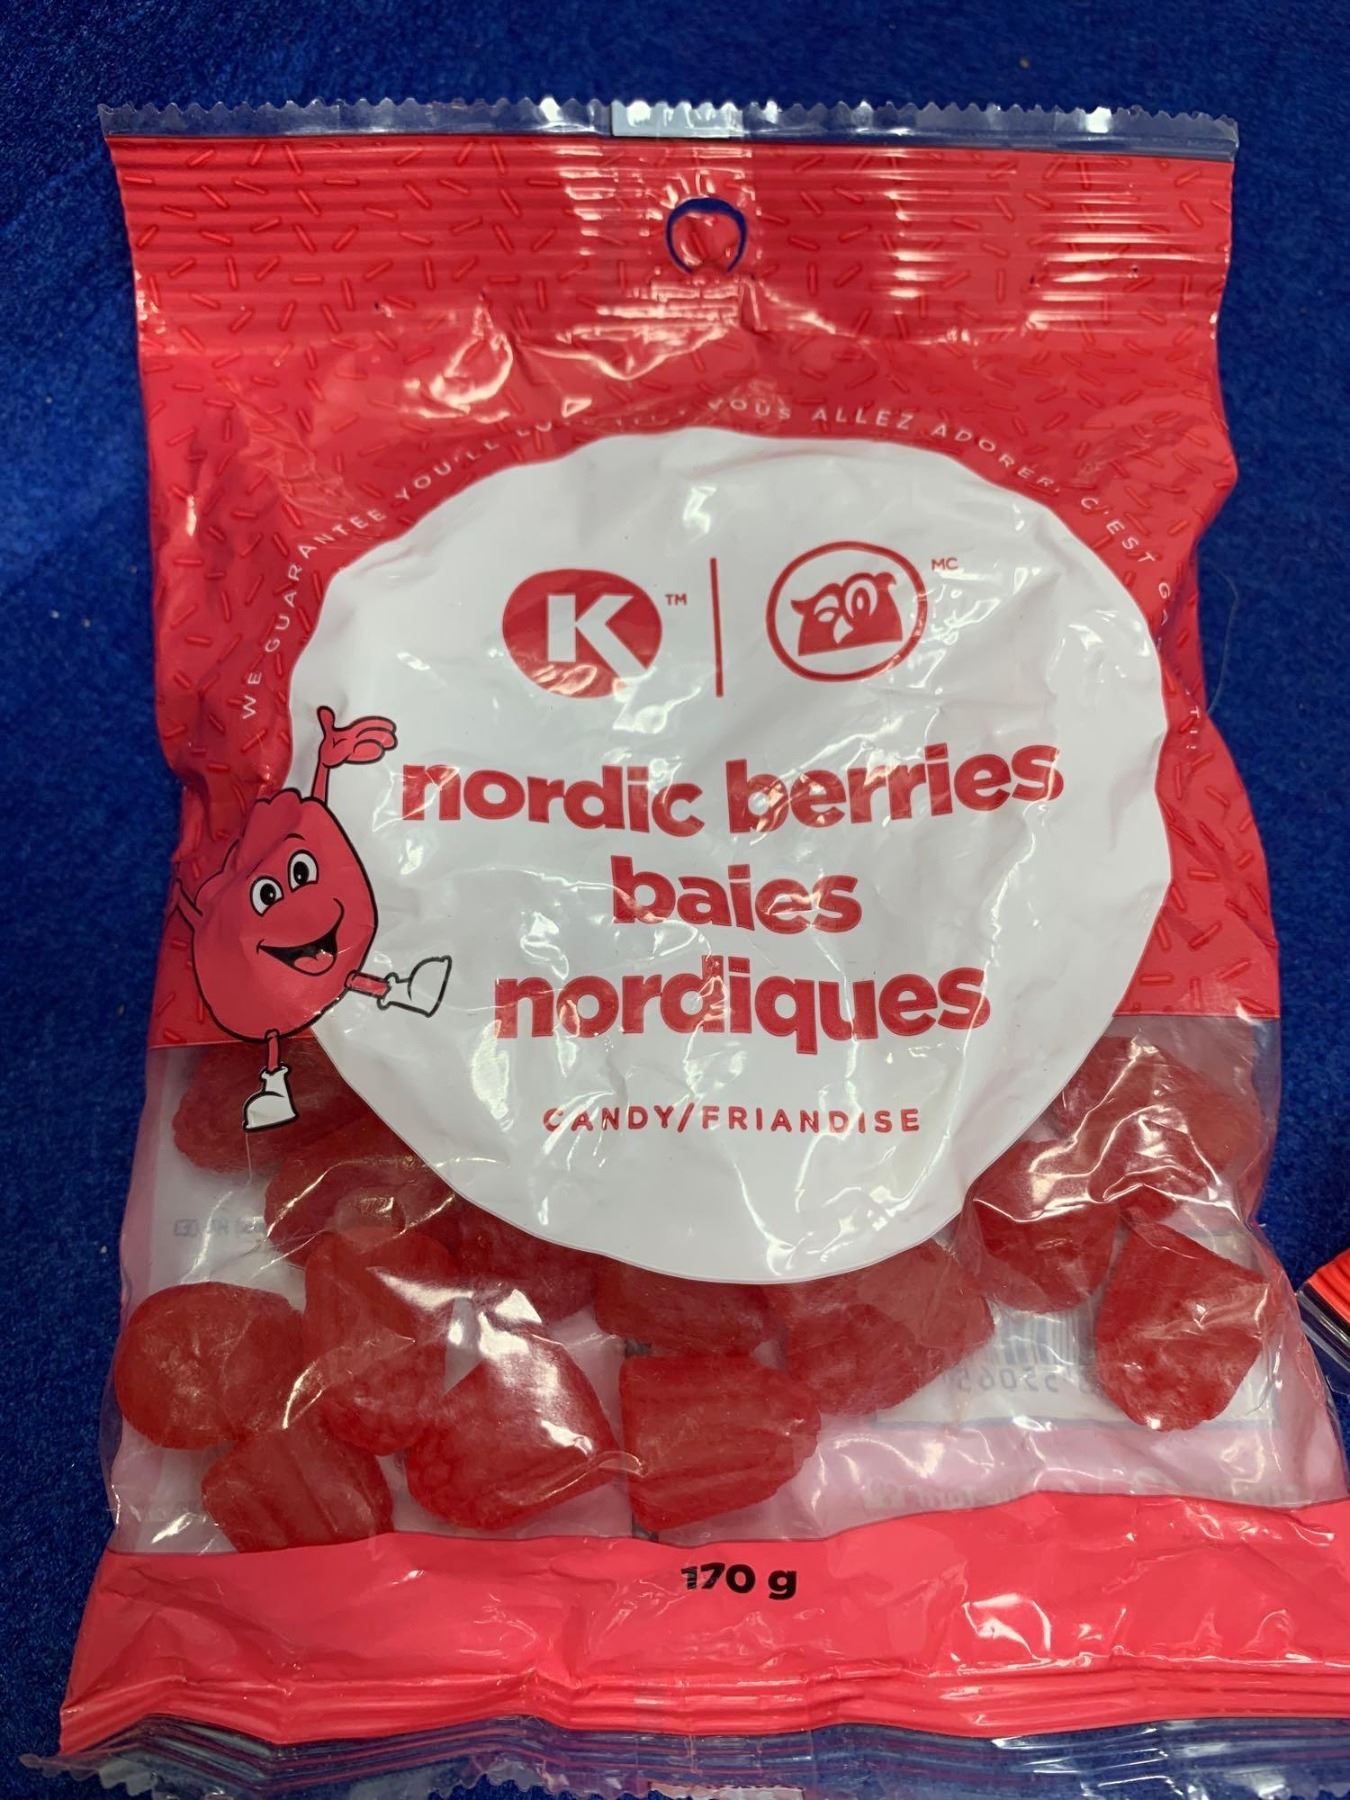 WE GUARANTEE YOU'LL
VOUS ALLEZ ADORER, C'EST
K TM MC
nordic berries
baies
nordiques
CANDY/FRIANDISE
170 g